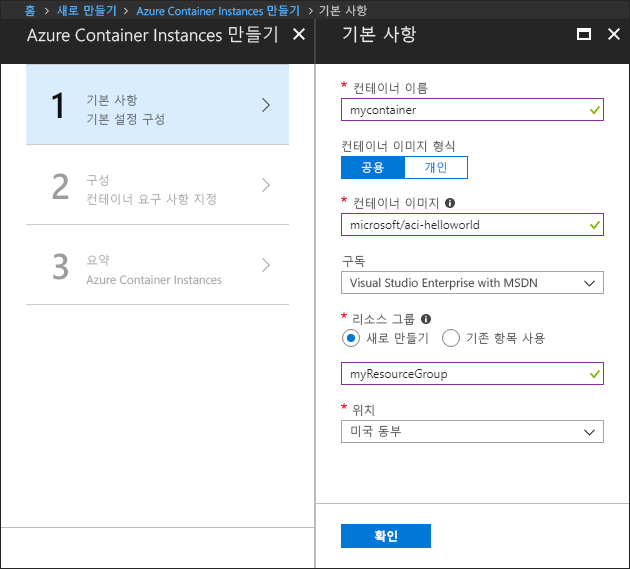 홈 > 새로 만들기 > Azure Container Instances 만들기 > 기본 사항
Azure Container Instances 만들기
1
기본 사항
기본 설정 구성
2
구성
컨테이너 요구 사항 지정
3
요약
Azure Container Instances
기본 사항
* 컨테이너 이름
mycontainer
컨테이너 이미지 형식
공용 개인
* 컨테이너 이미지
microsoft/aci-helloworld
구독
Visual Studio Enterprise with MSDN
* 리소스 그룹
새로 만들기 기존 항목 사용
myResourceGroup
* 위치
미국 동부
확인